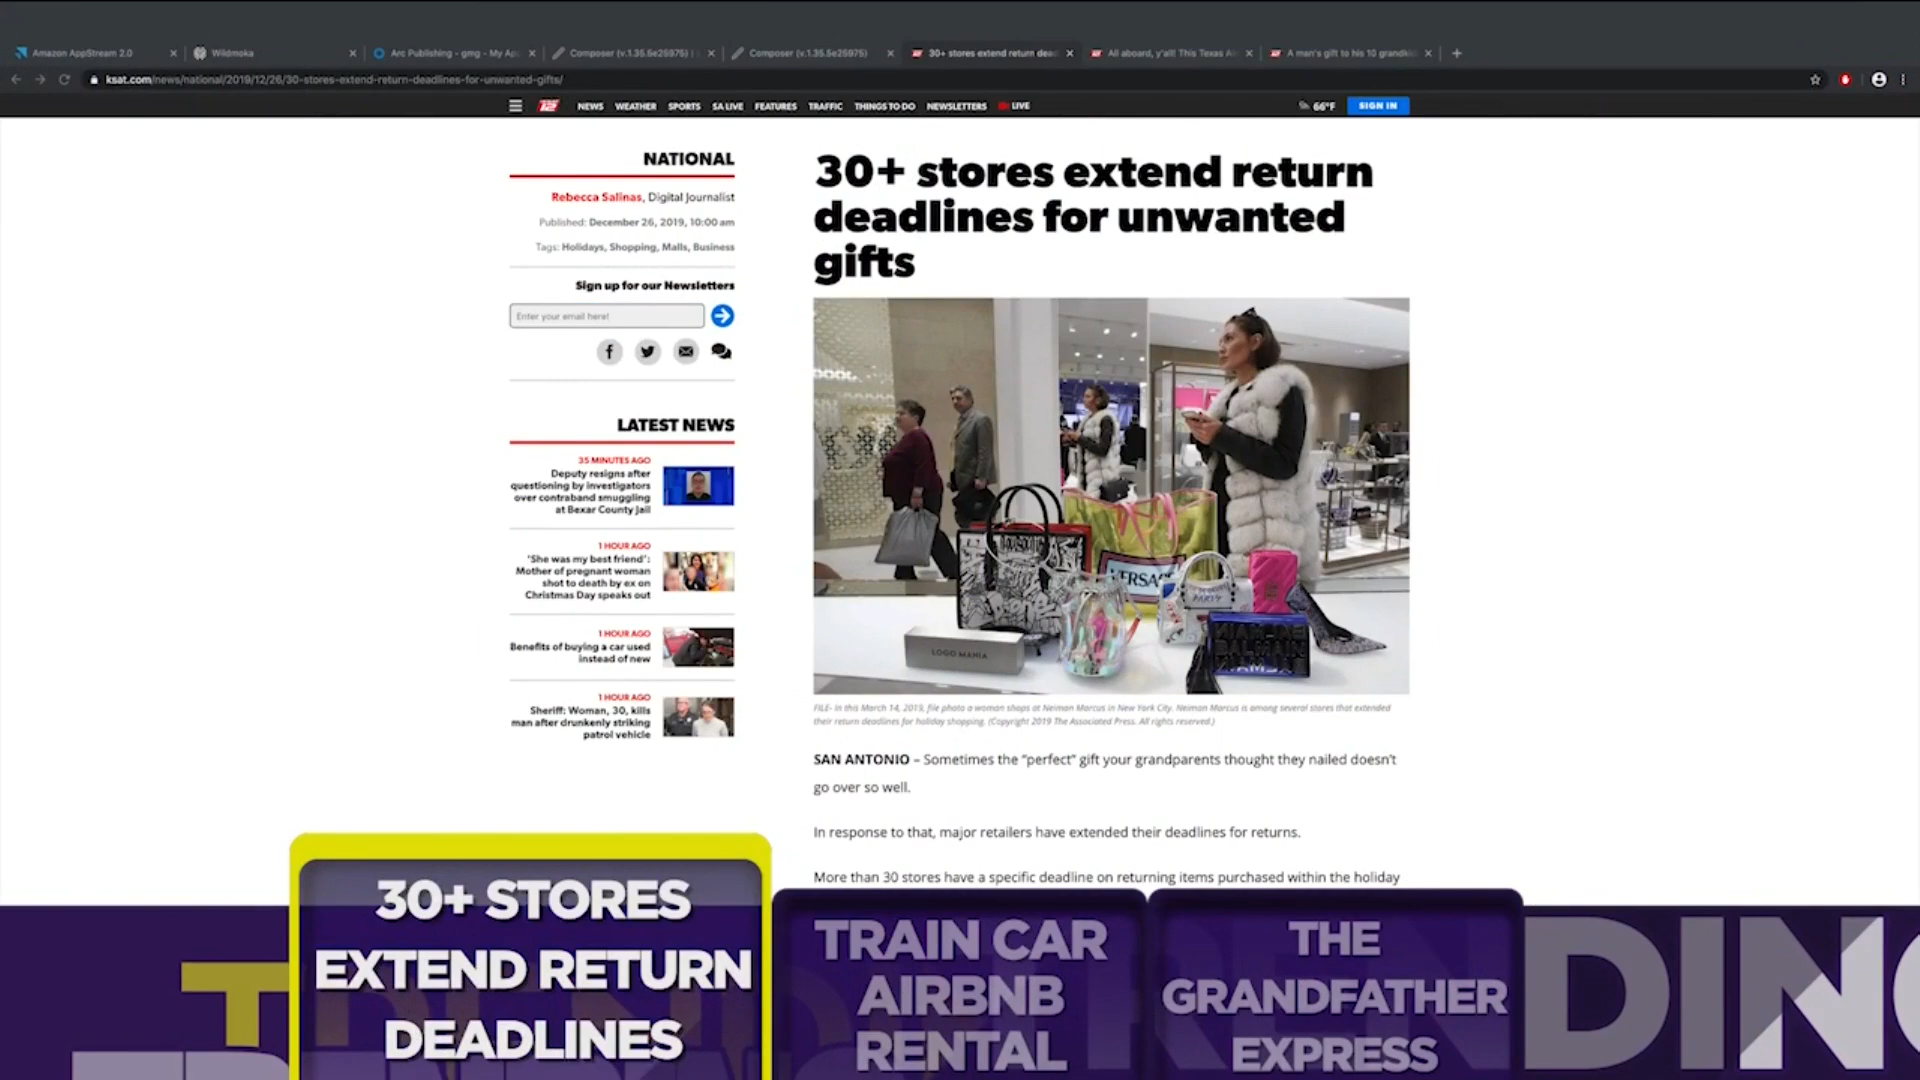 Amazon AppStream 2.0
Wildmoka
Arc Publishing - gmg - My Ap
Composer (v.1.35.5e25975)
Composer (v.1.35.5e25975)
30+ stores extend return dea
All aboard, y'all! This Texas Ai
A man's gift to his 10 grandki
ksat.com/news/national/2019/12/26/30-stores-extend-return-deadlines-for-unwanted-gifts/
NEWS WEATHER SPORTS SA LIVE FEATURES TRAFFIC THINGS TO DO NEWSLETTERS LIVE
66°F SIGN IN
NATIONAL
Rebecca Salinas, Digital Journalist
Published: December 26, 2019, 10:00 am
Tags: Holidays, Shopping, Malls, Business
Sign up for our Newsletters
Enter your email here!
LATEST NEWS
35 MINUTES AGO
Deputy resigns after
questioning by investigators
over contraband smuggling
at Bexar County Jail
1 HOUR AGO
'She was my best friend':
Mother of pregnant woman
shot to death by ex on
Christmas Day speaks out
1 HOUR AGO
Benefits of buying a car used
instead of new
1 HOUR AGO
Sheriff: Woman, 30, kills
man after drunkenly striking
patrol vehicle
30+ stores extend return
deadlines for unwanted
gifts
VERSACE
LOGO MANIA
BALMAIN
FILE- In this March 14, 2019, file photo a woman shops at Neiman Marcus in New York City. Neiman Marcus is among several stores that extended
their return deadlines for holiday shopping. (Copyright 2019 The Associated Press. All rights reserved.)
SAN ANTONIO – Sometimes the "perfect" gift your grandparents thought they nailed doesn't
go over so well.
In response to that, major retailers have extended their deadlines for returns.
More than 30 stores have a specific deadline on returning items purchased within the holiday
30+ STORES
EXTEND RETURN
DEADLINES
TRAIN CAR
AIRBNB
RENTAL
THE
GRANDFATHER
EXPRESS
TRENDING